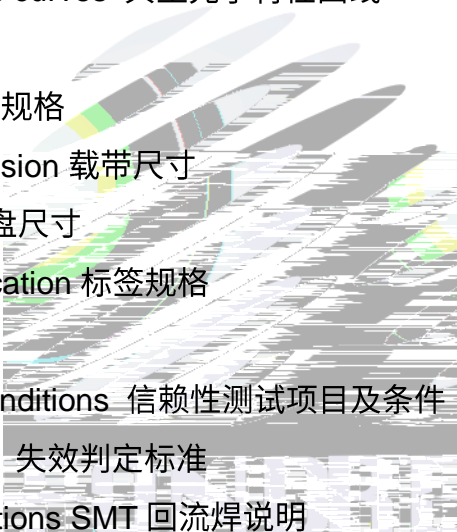 规格
sion 载带尺寸
盘尺寸
cation 标签规格
nditions 信赖性测试项目及条件
失效判定标准
tions SMT 回流焊说明